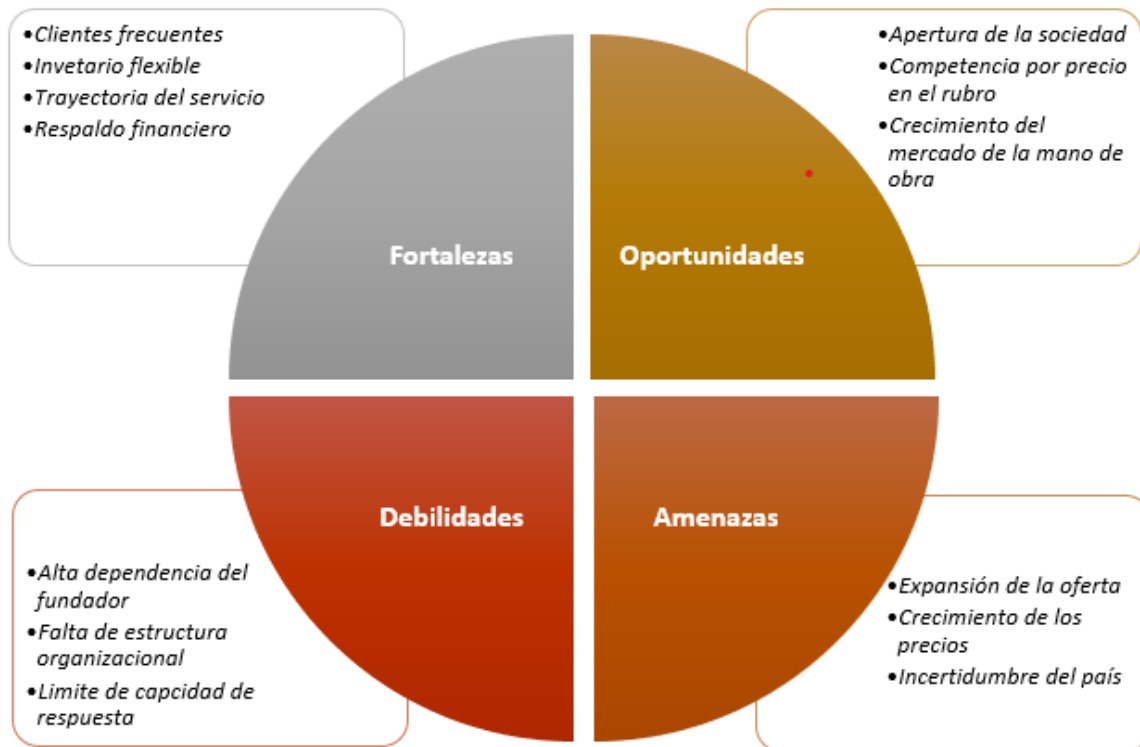 •Clientes frecuentes
•Invetario flexible
•Trayectoria del servicio
•Respaldo financiero
•Apertura de la sociedad
•Competencia por precio
en el rubro
•Crecimiento del
mercado de la mano de
obra
Fortalezas
Oportunidades
Debilidades
Amenazas
•Alta dependencia del
fundador
•Falta de estructura
organizacional
•Limite de capcidad de
respuesta
•Expansión de la oferta
•Crecimiento de los
precios
•Incertidumbre del país